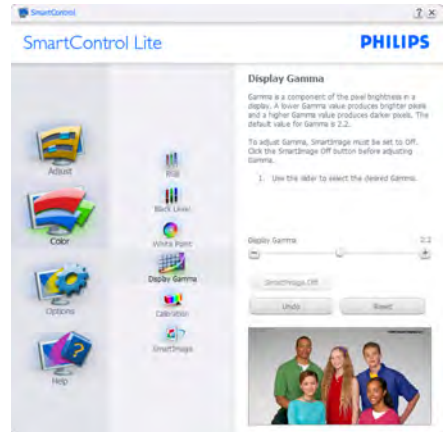 SmartControl
? x
SmartControl Lite
PHILIPS
Adjust
Color
Options
Help
RGB
Black Level
White Point
Display Gamma
Calibration
SmartImage
Display Gamma
Gamma is a component of the pixel brightness in a
display. A lower Gamma value produces brighter pixels
and a higher Gamma value produces darker pixels. The
default value for Gamma is 2.2.
To adjust Gamma, SmartImage must be set to Off.
Click the SmartImage Off button before adjusting
Gamma.
1. Use the slider to select the desired Gamma.
Display Gamma 2.2
SmartImage Off
Undo Reset